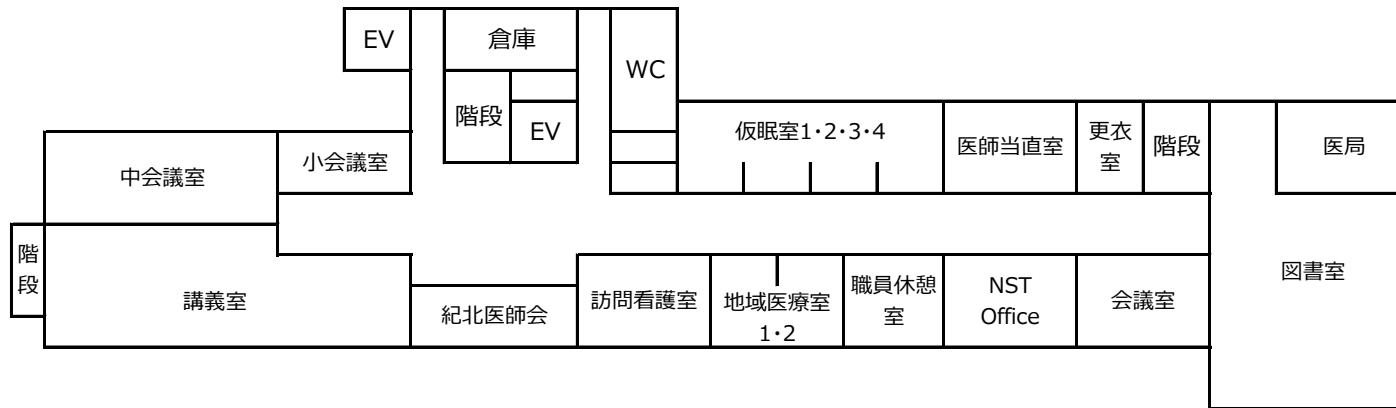 EV
倉庫
WC
階段
EV
仮眠室1・2・3・4
医師当直室
更衣
室
階段
医局
中会議室
小会議室
階
段
講義室
紀北医師会
訪問看護室
地域医療室
1・2
職員休憩
室
NST
Office
会議室
図書室